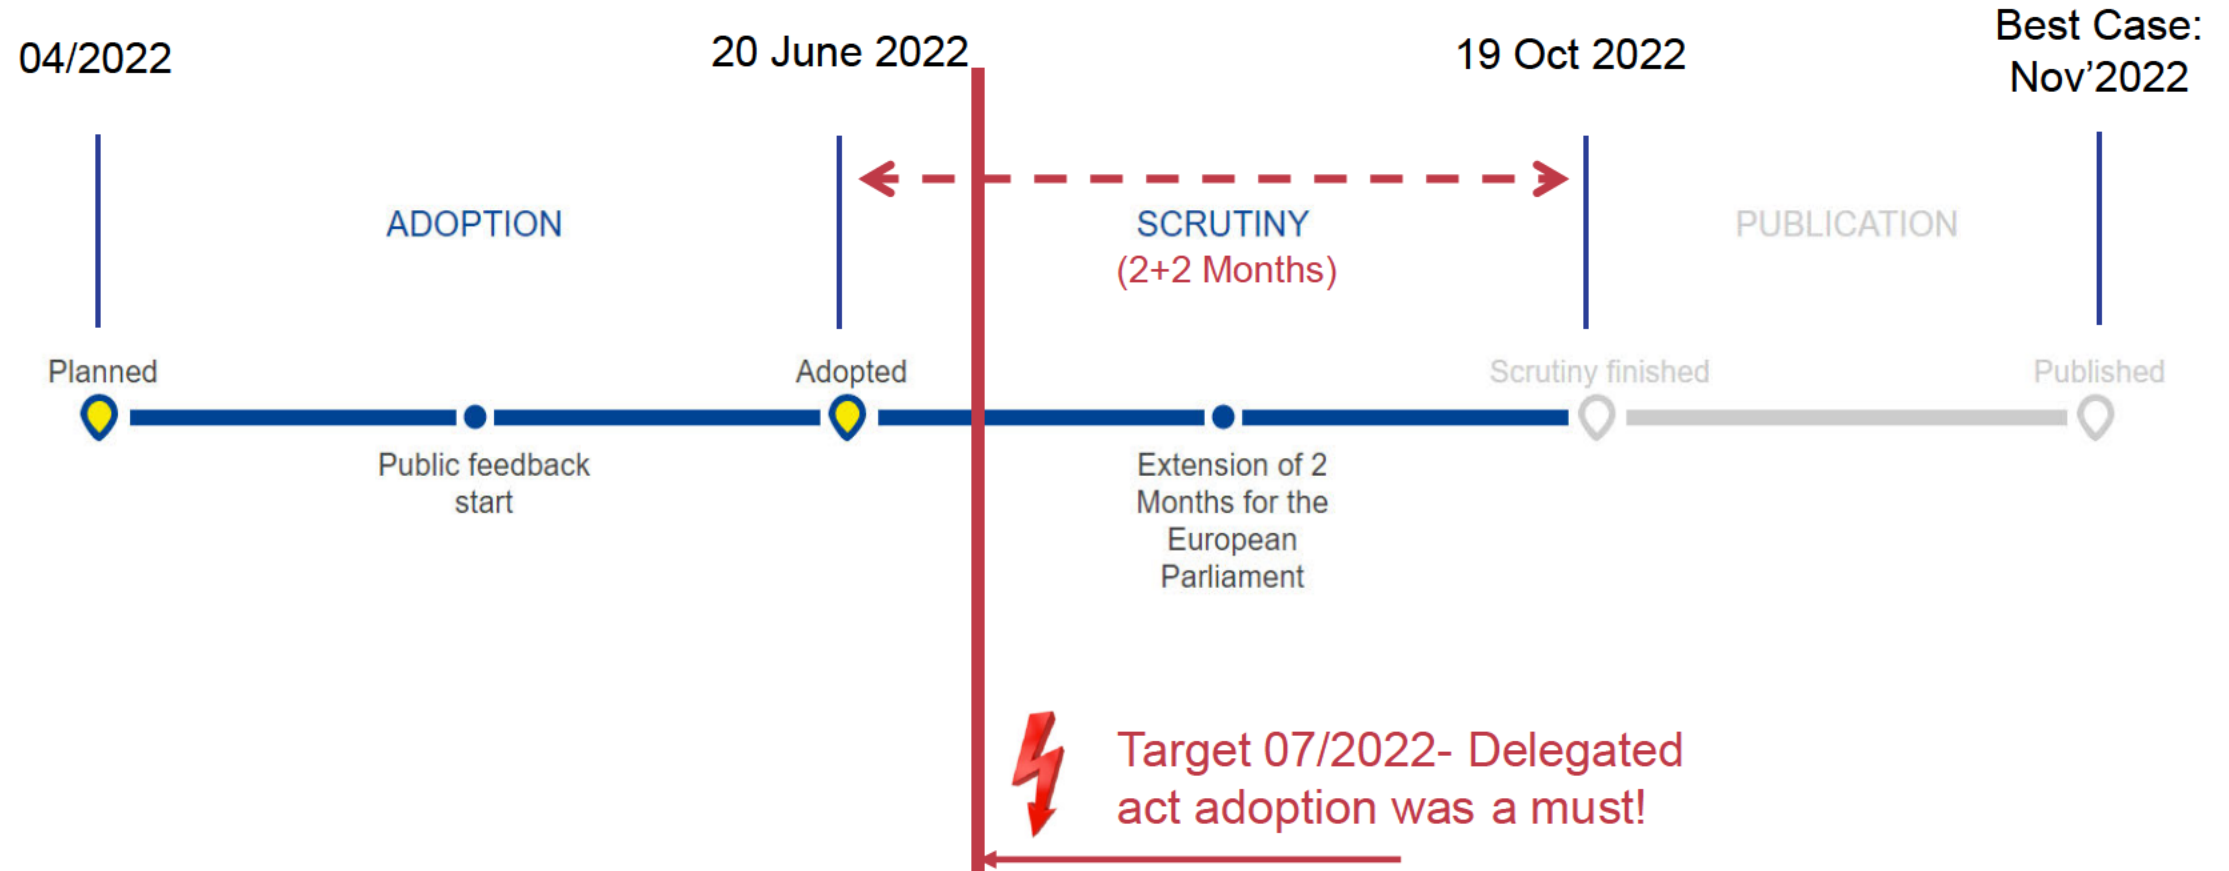 04/2022
20 June 2022
19 Oct 2022
Best Case:
Nov’2022
ADOPTION
SCRUTINY
(2+2 Months)
PUBLICATION
Planned
Adopted
Scrutiny finished
Published
Public feedback
start
Extension of 2
Months for the
European
Parliament
Target 07/2022- Delegated
act adoption was a must!